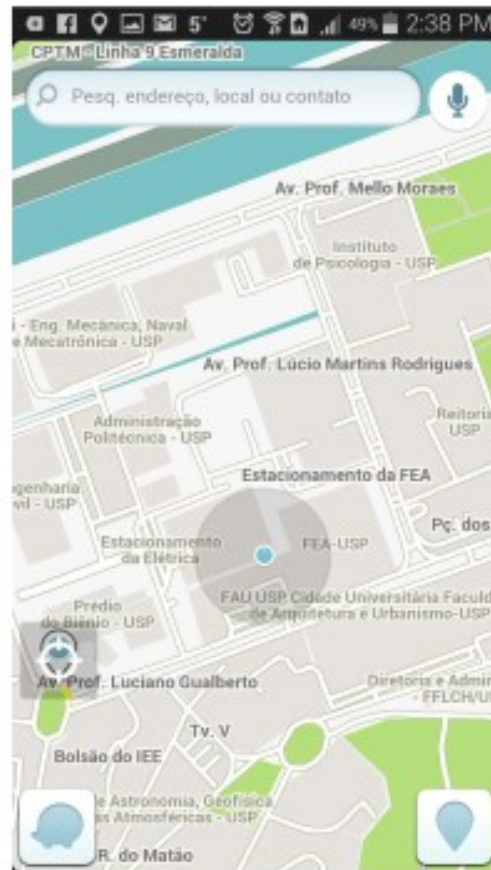 5° 49% 2:38 PM
CPTM - Linha 9 Esmeralda
Pesq. endereço, local ou contato
Av. Prof. Mello Moraes
Instituto
de Psicologia - USP
i - Eng. Mecânica, Naval
e Mecatrônica - USP
Av. Prof. Lúcio Martins Rodrigues
Administração
Politécnica - USP
Reitoria
USP
Estacionamento da FEA
genharia
vil - USP
Pç. dos
Estacionamento
da Elétrica
FEA-USP
FAU USP Cidade Universitária Faculd
de Arquitetura e Urbanismo-USP
Prédio
do Biênio - USP
Av. Prof. Luciano Gualberto
Diretoria e Admin
- FFLCH/U
Tv. V
Bolsão do IEE
e Astronomia, Geofísica
as Atmosféricas - USP
R. do Matão